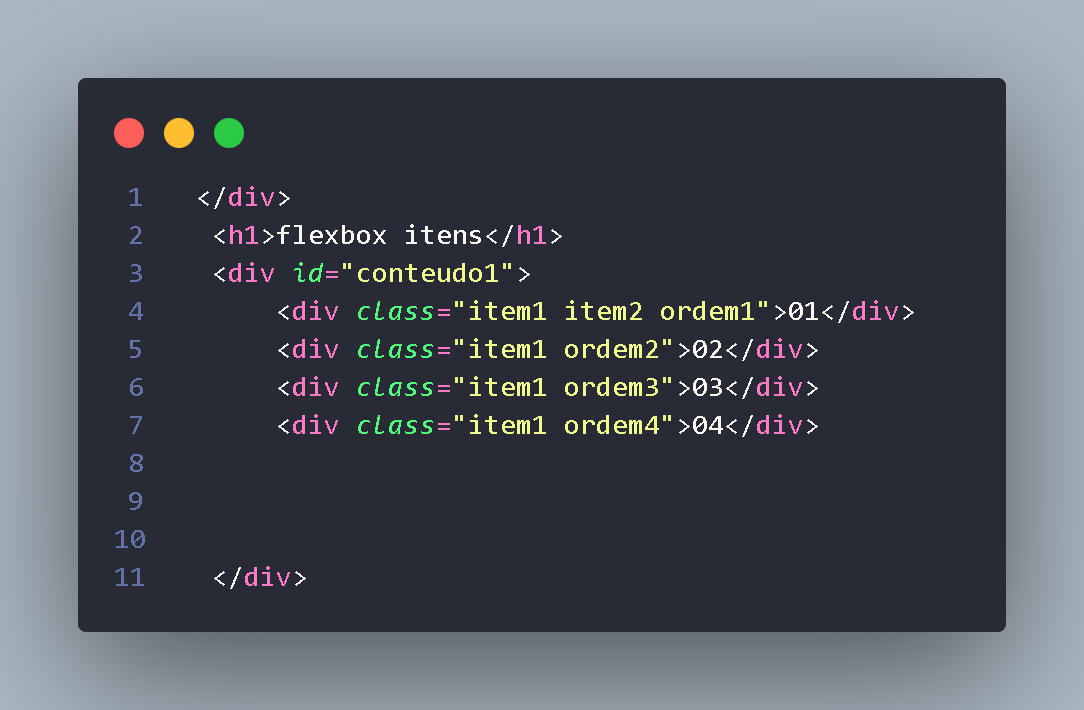 1 </div>
2 <h1>flexbox itens</h1>
3 <div id="conteudo1">
4 <div class="item1 item2 ordem1">01</div>
5 <div class="item1 ordem2">02</div>
6 <div class="item1 ordem3">03</div>
7 <div class="item1 ordem4">04</div>
8
9
10
11 </div>